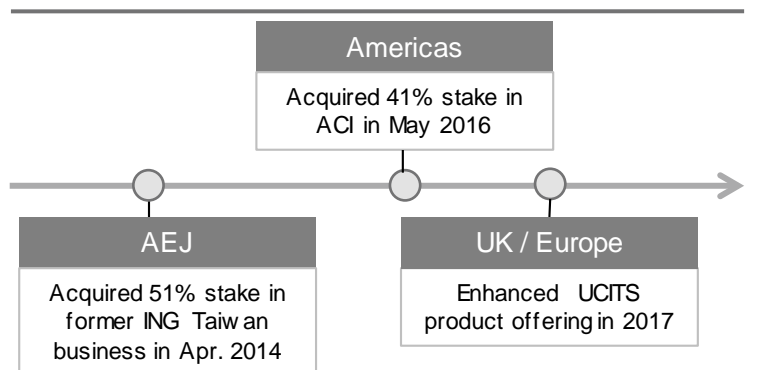 Americas
Acquired 41% stake in
ACI in May 2016
AEJ
Acquired 51% stake in
former ING Taiwan
business in Apr. 2014
UK / Europe
Enhanced UCITS
product offering in 2017